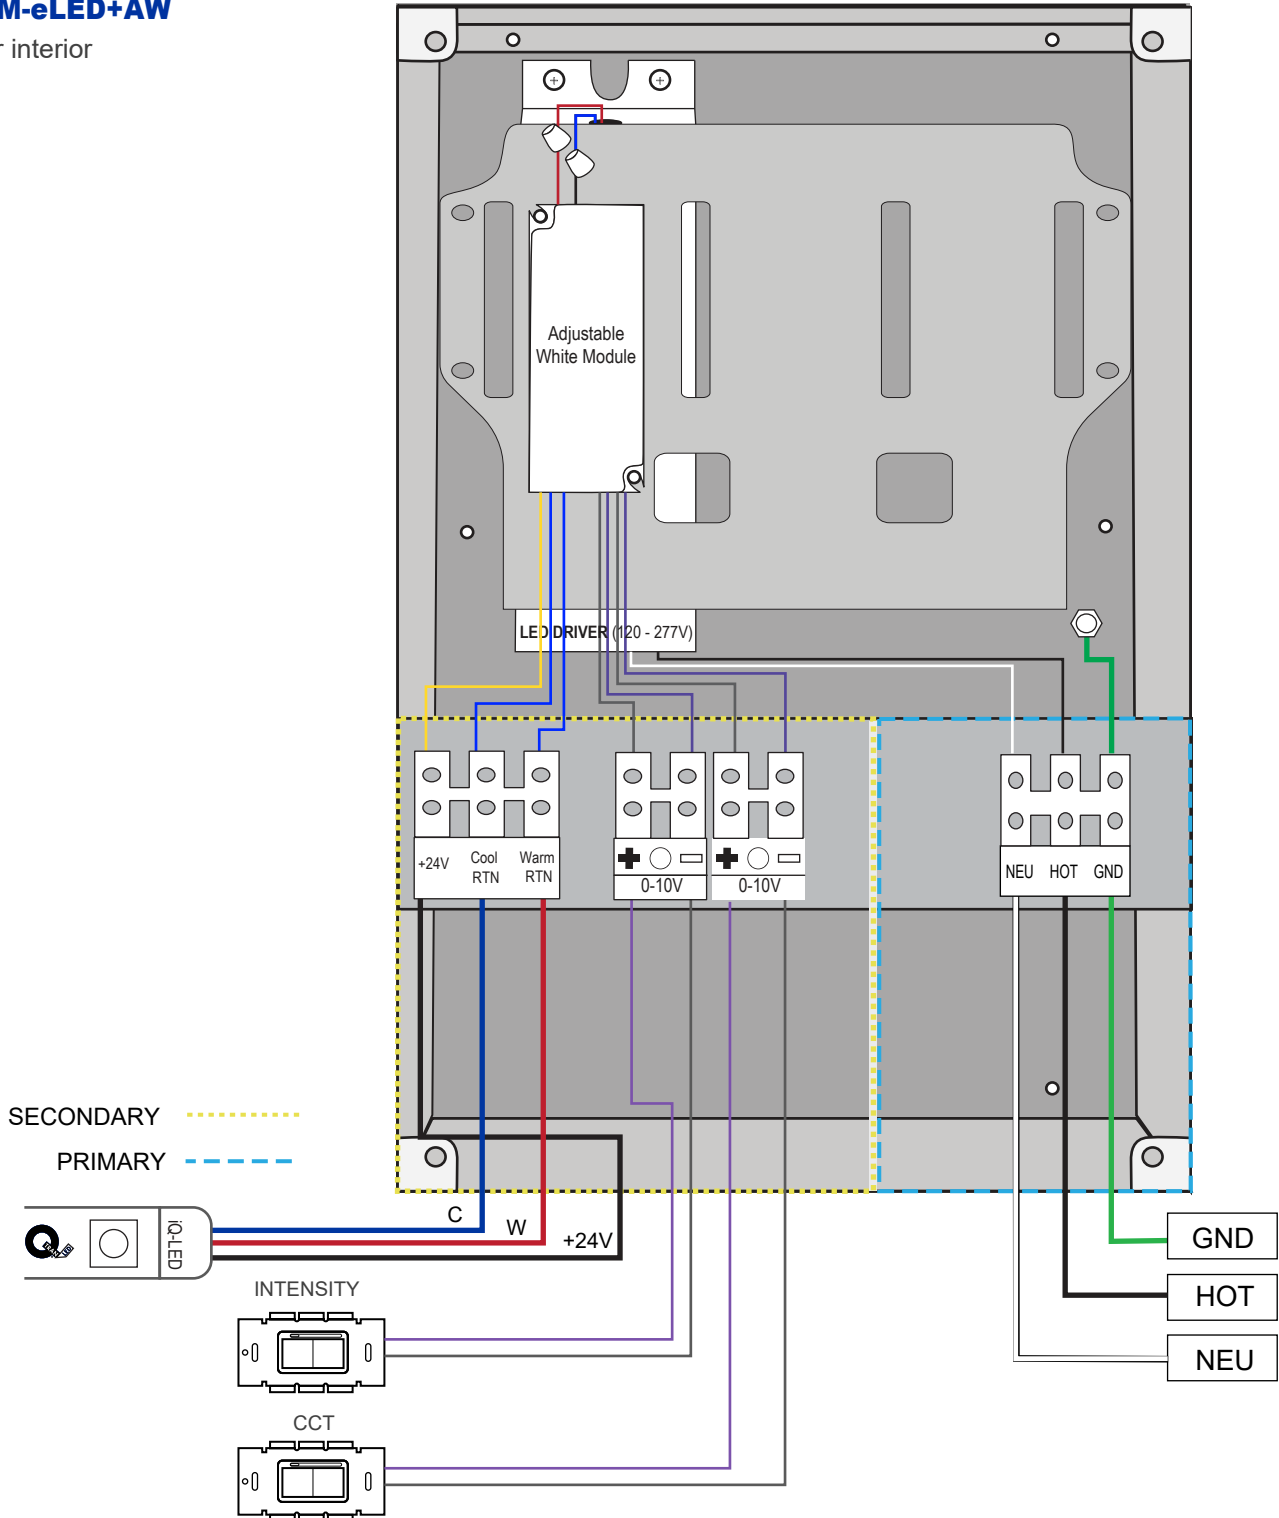 M-eLED+AW
r interior
Adjustable
White Module
LED DRIVER (120 - 277V)
+24V
Cool
RTN
Warm
RTN
0-10V
0-10V
NEU HOT GND
SECONDARY
PRIMARY
iQ-LED
C
W
+24V
INTENSITY
CCT
GND
HOT
NEU